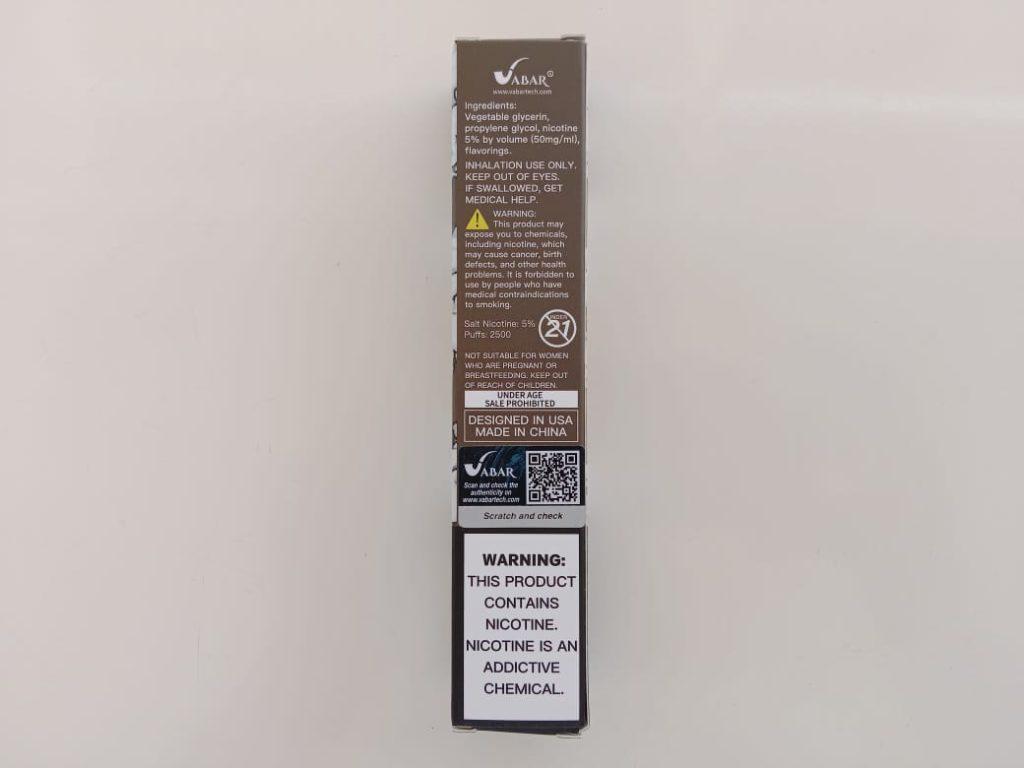 VABAR®
www.vabartech.com
Ingredients:
Vegetable glycerin,
propylene glycol, nicotine
5% by volume (50mg/ml),
flavorings.
INHALATION USE ONLY.
KEEP OUT OF EYES.
IF SWALLOWED, GET
MEDICAL HELP.
WARNING:
This product may
expose you to chemicals,
including nicotine, which
may cause cancer, birth
defects, and other health
problems. It is forbidden to
use by people who have
medical contraindications
to smoking.
Salt Nicotine: 5%
Puffs: 2500
UNDER
21
NOT SUITABLE FOR WOMEN
WHO ARE PREGNANT OR
BREASTFEEDING. KEEP OUT
OF REACH OF CHILDREN.
UNDER AGE
SALE PROHIBITED
DESIGNED IN USA
MADE IN CHINA
VABAR
Scan and check the
authenticity on
www.vabartech.com
Scratch and check
WARNING:
THIS PRODUCT
CONTAINS
NICOTINE.
NICOTINE IS AN
ADDICTIVE
CHEMICAL.